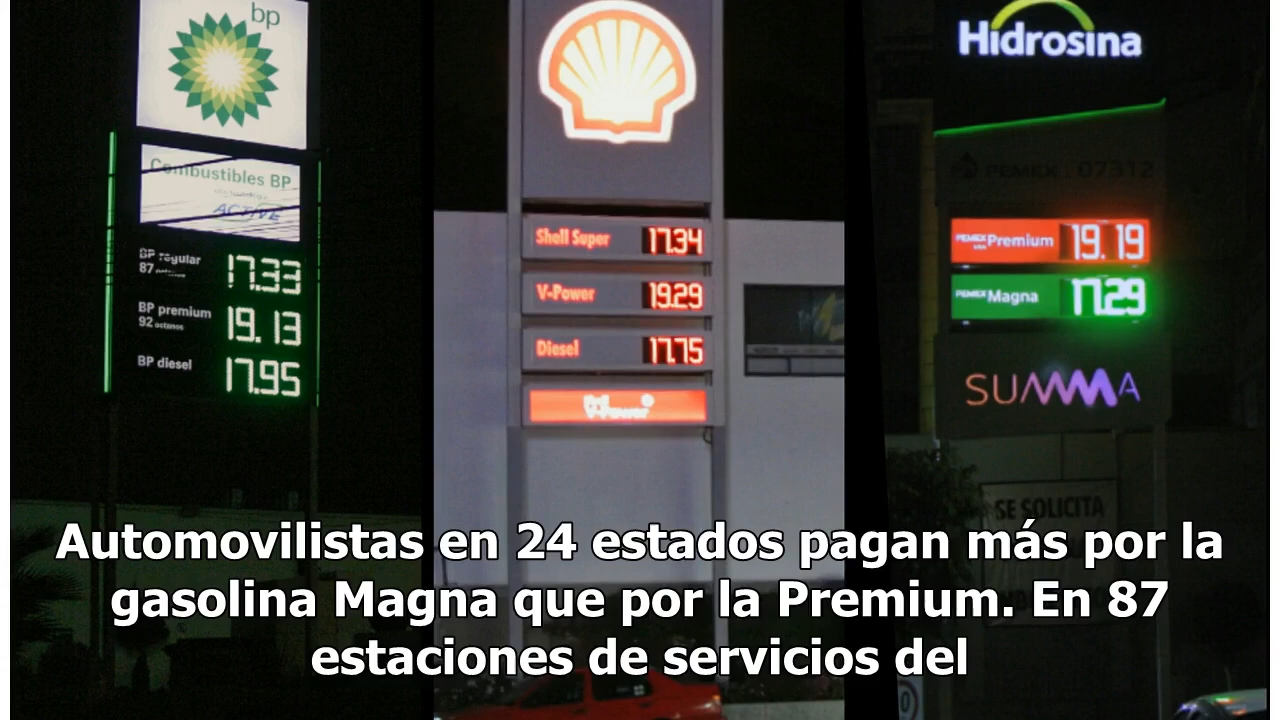 bp
Combustibles BP
ACTIVE
BP regular
87
17.33
BP premium
92 octanos
19.13
BP diesel
17.95
Shell Super 17.34
V-Power 19.29
Diesel 17.75
V-Power
Hidrosina
PEMEX 07312
PEMEX Premium 19.19
PEMEX Magna 17.29
SUMMA
SE SOLICITA
Automovilistas en 24 estados pagan más por la
gasolina Magna que por la Premium. En 87
estaciones de servicios del